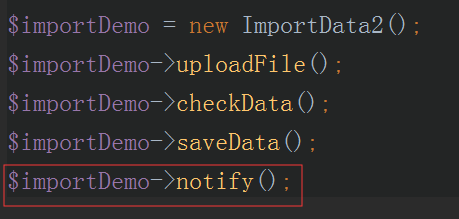 $importDemo = new ImportData2();
$importDemo->uploadFile();
$importDemo->checkData();
$importDemo->saveData();
$importDemo->notify();